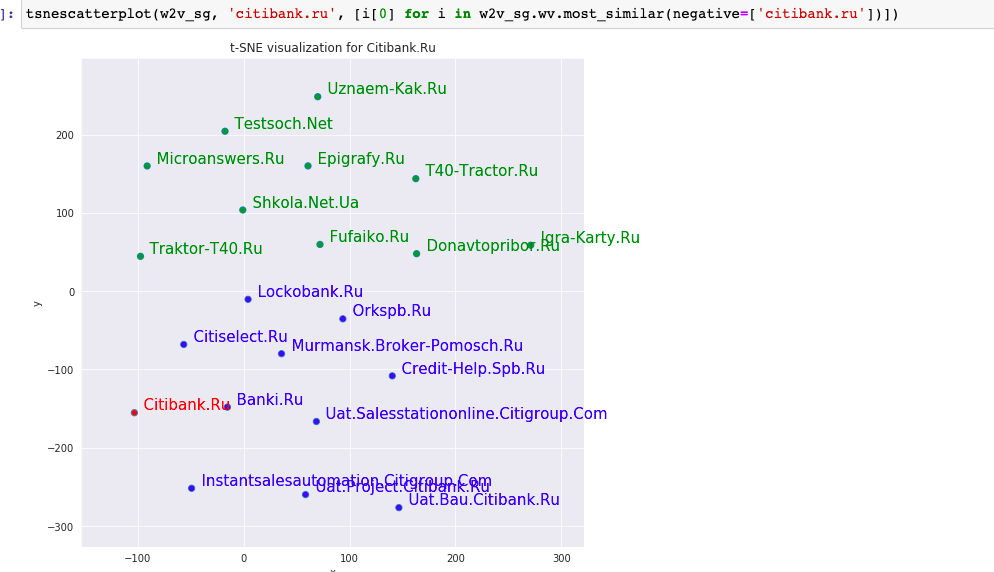 ]: tsnescatterplot(w2v_sg, 'citibank.ru', [i[0] for i in w2v_sg.wv.most_similar(negative=['citibank.ru'])])
t-SNE visualization for Citibank.Ru
Uznaem-Kak.Ru
Testsoch.Net
Microanswers.Ru
Epigrafy.Ru
T40-Tractor.Ru
Shkola.Net.Ua
Fufaiko.Ru
Igra-Karty.Ru
Donavtopribor.Ru
Traktor-T40.Ru
Lockobank.Ru
Orkspb.Ru
Citiselect.Ru
Murmansk.Broker-Pomosch.Ru
Credit-Help.Spb.Ru
Citibank.Ru
Banki.Ru
Uat.Salesstationonline.Citigroup.Com
Instantsalesautomation.Citigroup.Com
Uat.Project.Citibank.Ru
Uat.Bau.Citibank.Ru
200
100
0
−100
−200
−300
y
−100 0 100 200 300